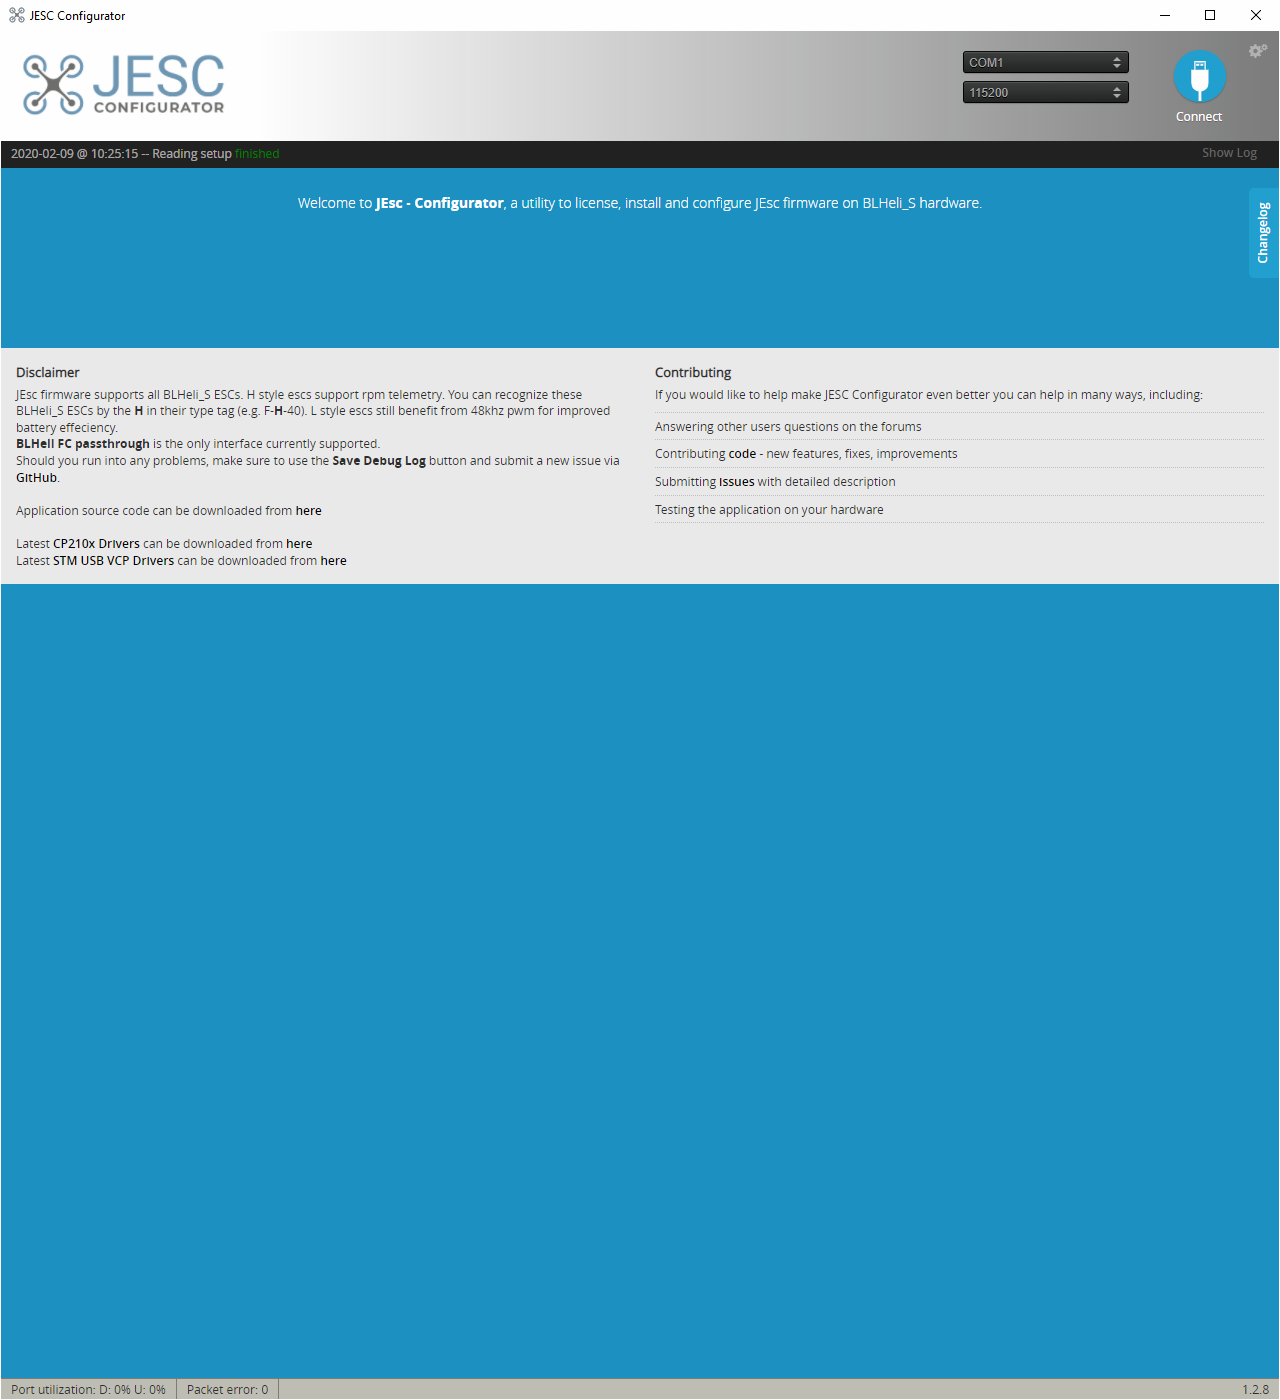 JESC Configurator
JESC
CONFIGURATOR
COM1
115200
Connect
2020-02-09 @ 10:25:15 -- Reading setup finished
Show Log
Welcome to JEsc - Configurator, a utility to license, install and configure JEsc firmware on BLHeli_S hardware.
Changelog
Disclaimer
JEsc firmware supports all BLHeli_S ESCs. H style escs support rpm telemetry. You can recognize these
BLHeli_S ESCs by the H in their type tag (e.g. F-H-40). L style escs still benefit from 48khz pwm for improved
battery effeciency.
BLHeli FC passthrough is the only interface currently supported.
Should you run into any problems, make sure to use the Save Debug Log button and submit a new issue via
GitHub.
Application source code can be downloaded from here
Latest CP210x Drivers can be downloaded from here
Latest STM USB VCP Drivers can be downloaded from here
Contributing
If you would like to help make JESC Configurator even better you can help in many ways, including:
Answering other users questions on the forums
Contributing code - new features, fixes, improvements
Submitting issues with detailed description
Testing the application on your hardware
Port utilization: D: 0% U: 0%
Packet error: 0
1.2.8